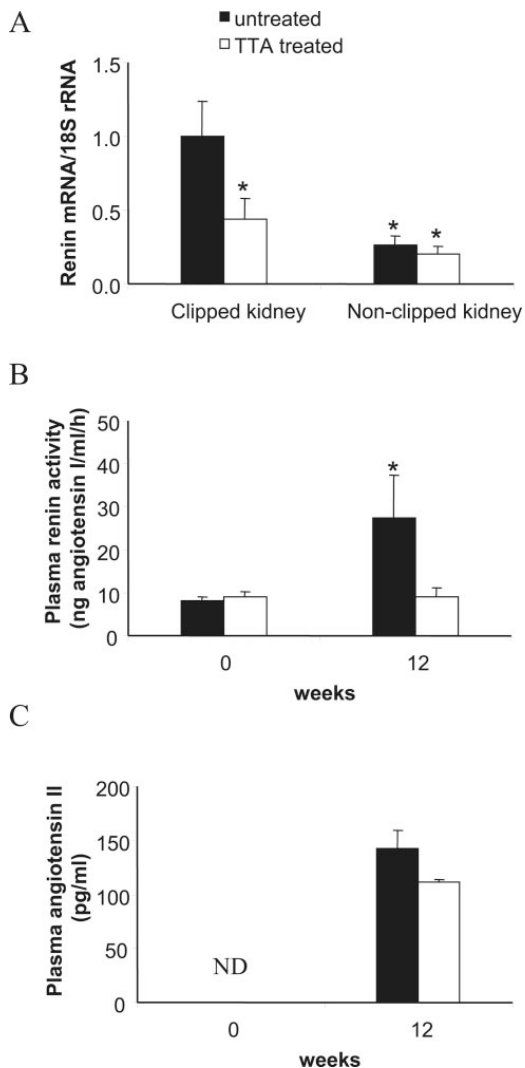 A
untreated
TTA treated
Renin mRNA/18S rRNA
1.5
1.0
0.5
0.0
*
*
*
Clipped kidney
Non-clipped kidney
B
Plasma renin activity
(ng angiotensin I/ml/h)
50
40
30
20
10
0
*
0
12
weeks
C
Plasma angiotensin II
(pg/ml)
200
150
100
50
0
ND
0
12
weeks